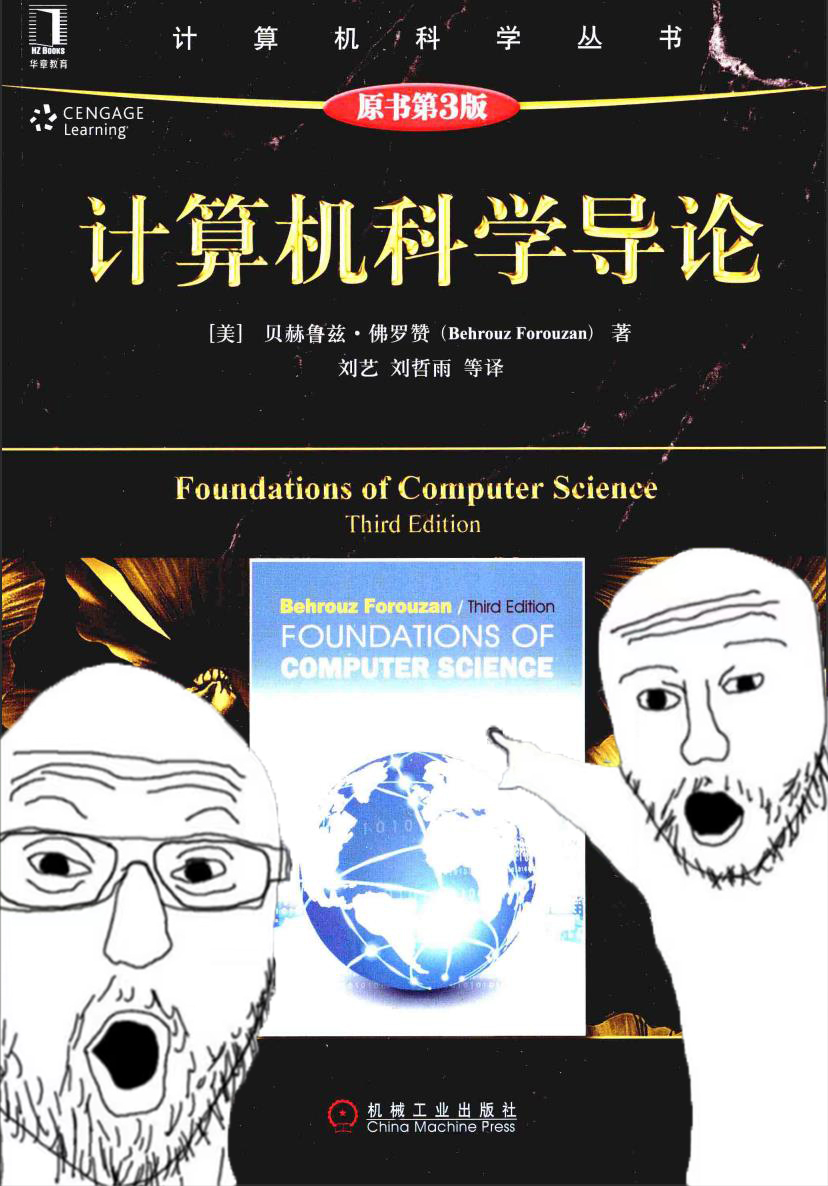 计算机科学丛书
HZ BOOKS
华章教育
原书第3版
CENGAGE
Learning
计算机科学导论
[美] 贝赫鲁兹·佛罗赞（Behrouz Forouzan） 著
刘艺 刘哲雨 等译
Foundations of Computer Science
Third Edition
Behrouz Forouzan / Third Edition
FOUNDATIONS OF
COMPUTER SCIENCE
1010
机械工业出版社
China Machine Press